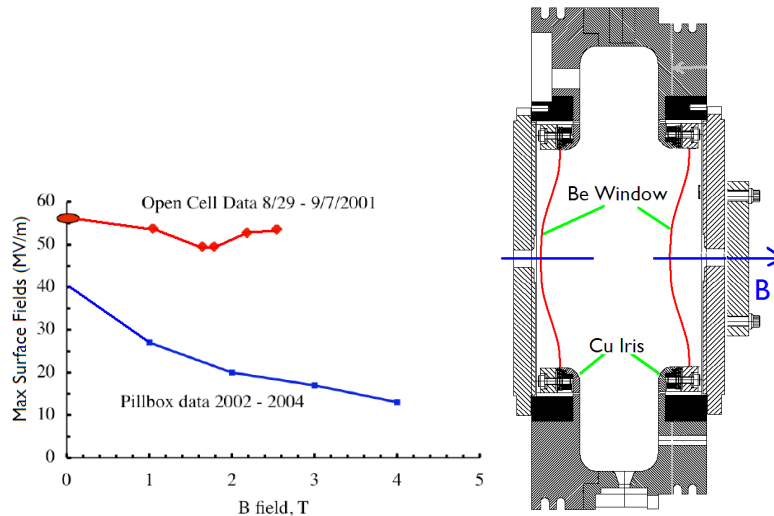 Max Surface Fields (MV/m)
60
50
40
30
20
10
0
Open Cell Data 8/29 - 9/7/2001
Pillbox data 2002 - 2004
0
1
2
3
4
5
B field, T
Be Window
B
Cu Iris